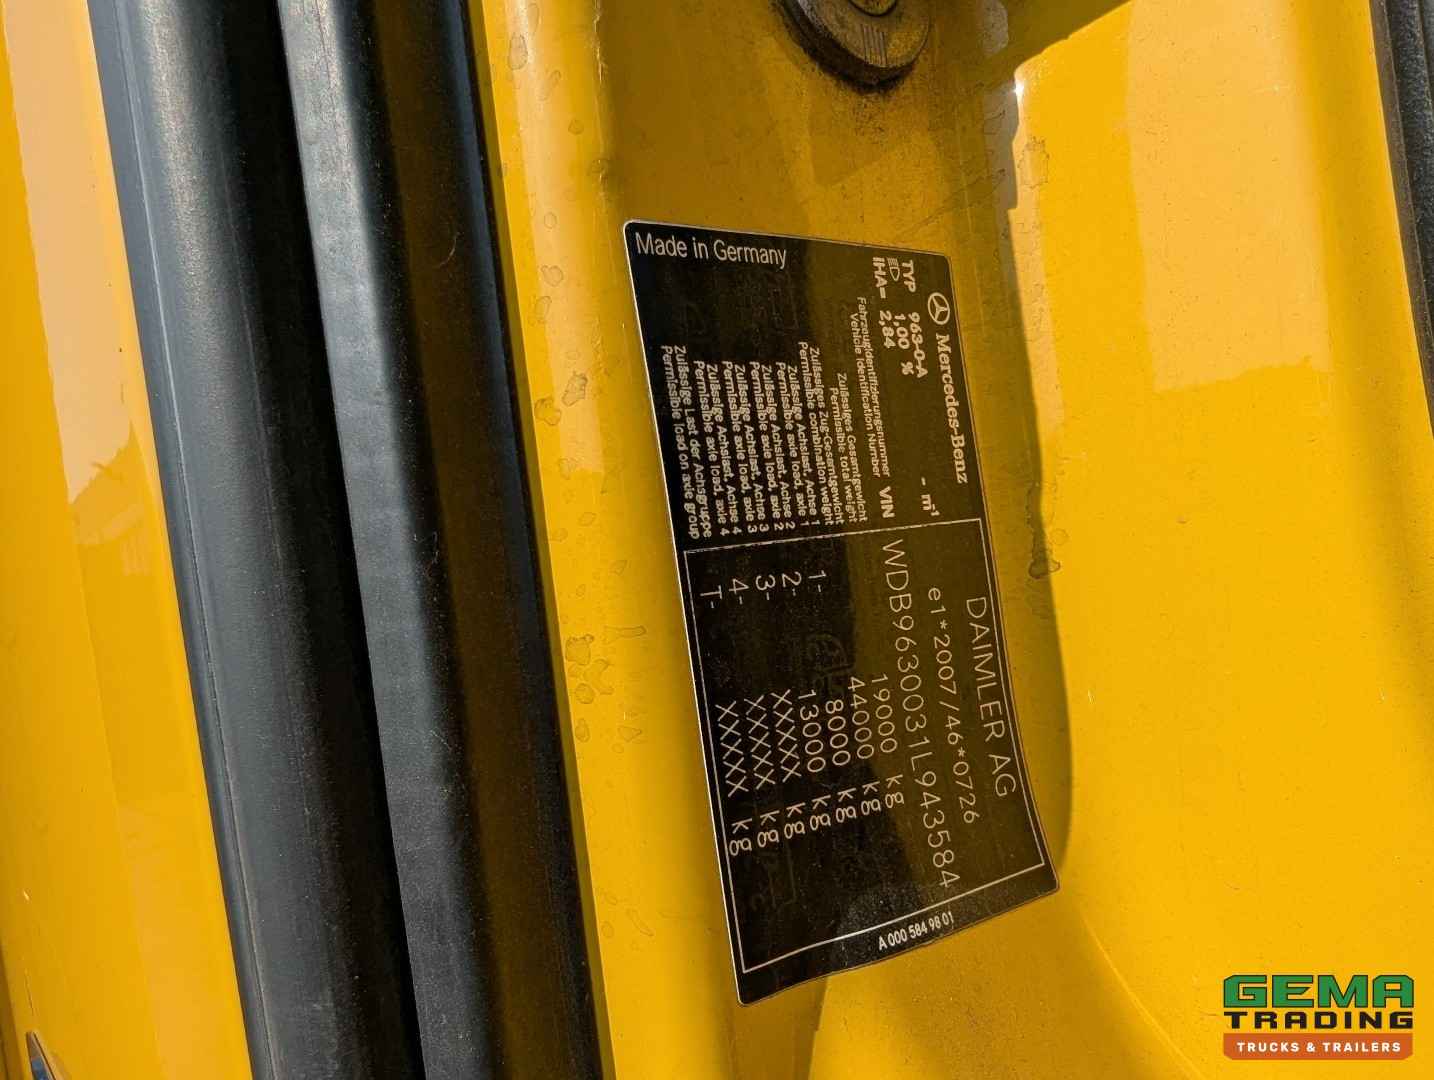 Mercedes-Benz
TYP 963-0-A
1,00 %
IHA= 2,84
- m⁻¹
DAIMLER AG
e1*2007/46*0726
Fahrzeugidentifizierungsnummer
Vehicle Identification Number
VIN
WDB9630031L943584
Zulässiges Gesamtgewicht
Permissible total weight
19000 kg
Zulässiges Zug-Gesamtgewicht
Permissible combination weight
44000 kg
Zulässige Achslast, Achse 1
Permissible axle load, axle 1
1- 8000 kg
Zulässige Achslast, Achse 2
Permissible axle load, axle 2
2- 13000 kg
Zulässige Achslast, Achse 3
Permissible axle load, axle 3
3- XXXXX kg
Zulässige Achslast, Achse 4
Permissible axle load, axle 4
4- XXXXX kg
Zulässige Last der Achsgruppe
Permissible load on axle group
T- XXXXX kg
Made in Germany
A 000 584 98 01
GEMA
TRADING
TRUCKS & TRAILERS